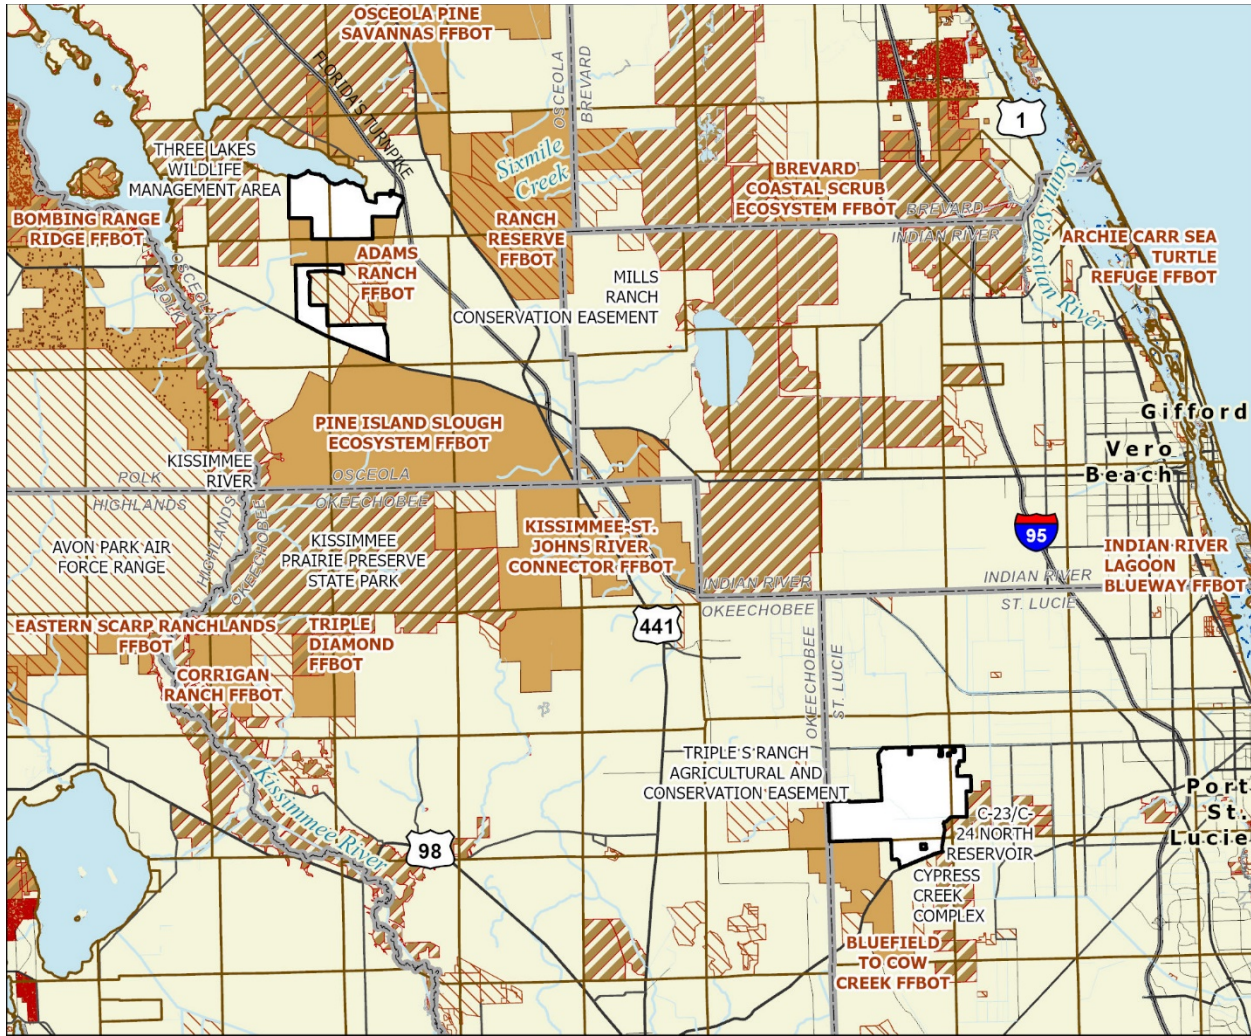 OSCEOLA PINE
SAVANNAS FFBOT
FLORIDA'S TURNPIKE
OSCEOLA
BREVARD
1
THREE LAKES
WILDLIFE
MANAGEMENT AREA
Sixmile
Creek
BREVARD
COASTAL SCRUB
ECOSYSTEM FFBOT
Saint Sebastian River
BOMBING RANGE
RIDGE FFBOT
RANCH
RESERVE
FFBOT
BREVARD
INDIAN RIVER
ARCHIE CARR SEA
TURTLE
REFUGE FFBOT
ADAMS
RANCH
FFBOT
OSCEOLA
POLK
MILLS
RANCH
CONSERVATION EASEMENT
PINE ISLAND SLOUGH
ECOSYSTEM FFBOT
Gifford
Vero
Beach
KISSIMMEE
RIVER
POLK
OSCEOLA
HIGHLANDS
OKEECHOBEE
HIGHLANDS
OKEECHOBEE
AVON PARK AIR
FORCE RANGE
KISSIMMEE
PRAIRIE PRESERVE
STATE PARK
KISSIMMEE-ST.
JOHNS RIVER
CONNECTOR FFBOT
95
INDIAN RIVER
LAGOON
BLUEWAY FFBOT
INDIAN RIVER
OKEECHOBEE
INDIAN RIVER
ST. LUCIE
441
EASTERN SCARP RANCHLANDS
FFBOT
TRIPLE
DIAMOND
FFBOT
CORRIGAN
RANCH FFBOT
OKEECHOBEE
ST. LUCIE
TRIPLE S RANCH
AGRICULTURAL AND
CONSERVATION EASEMENT
Kissimmee River
98
C-23/C-
24 NORTH
RESERVOIR
Port
St.
Lucie
CYPRESS
CREEK
COMPLEX
BLUEFIELD
TO COW
CREEK FFBOT